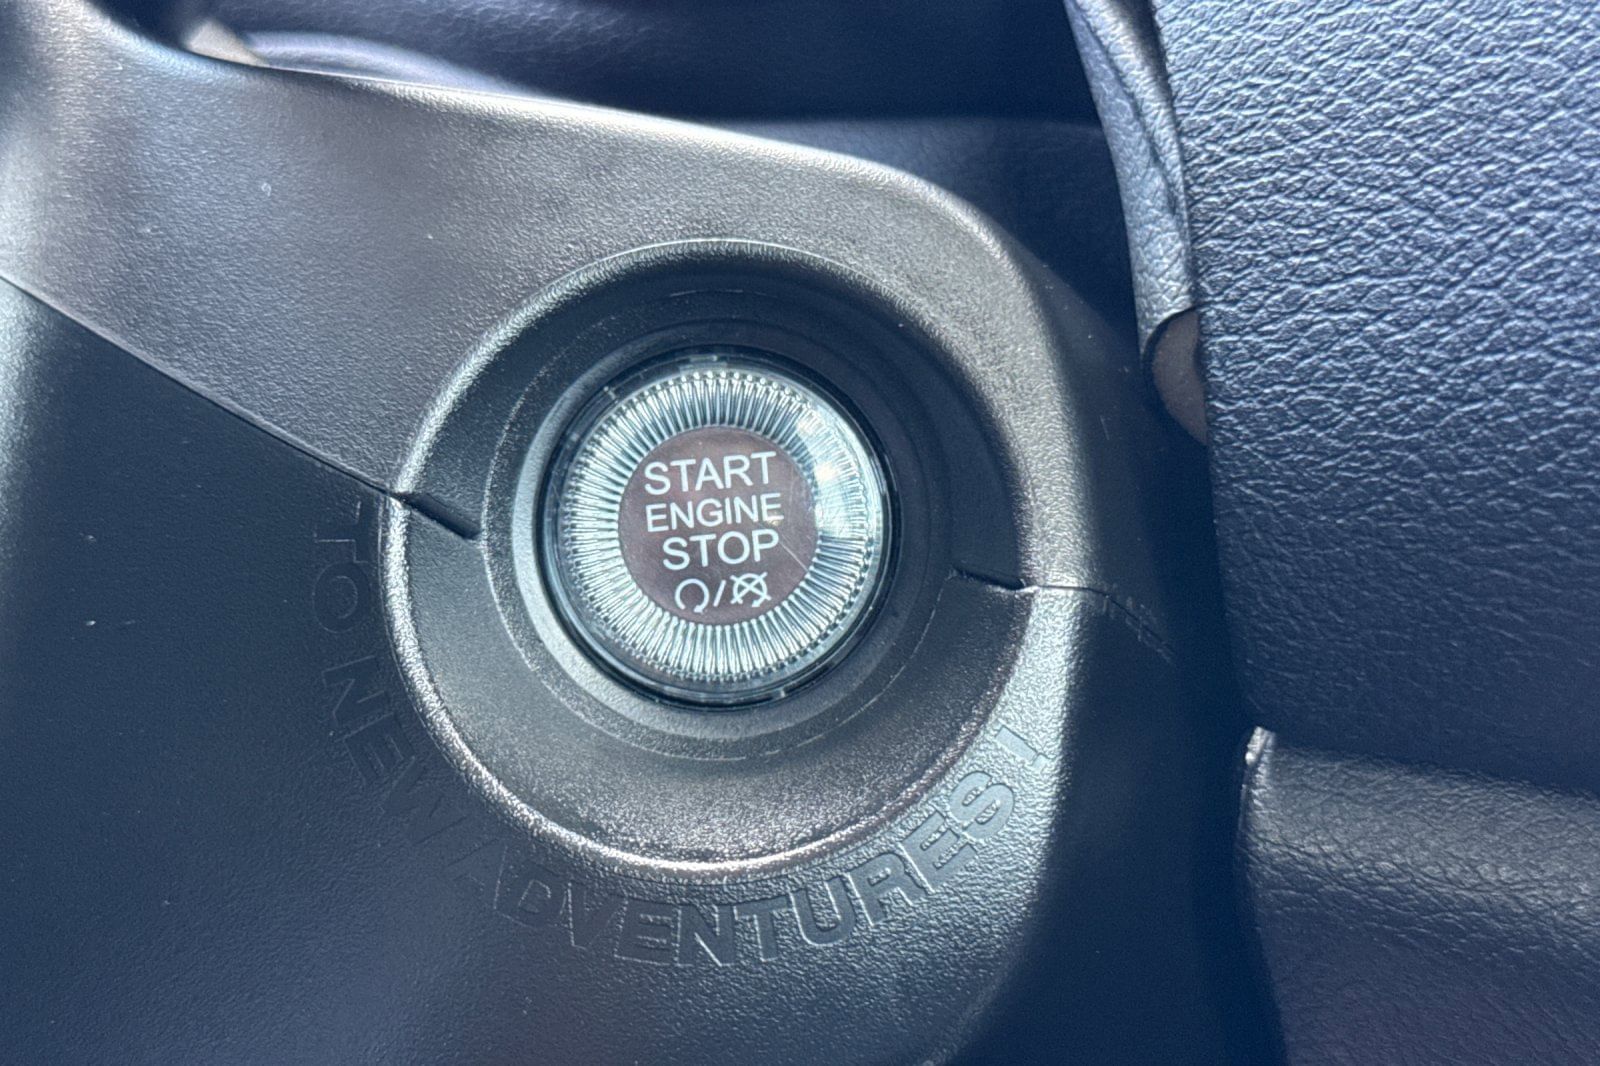 START
ENGINE
STOP
/
TO NEW ADVENTURES!